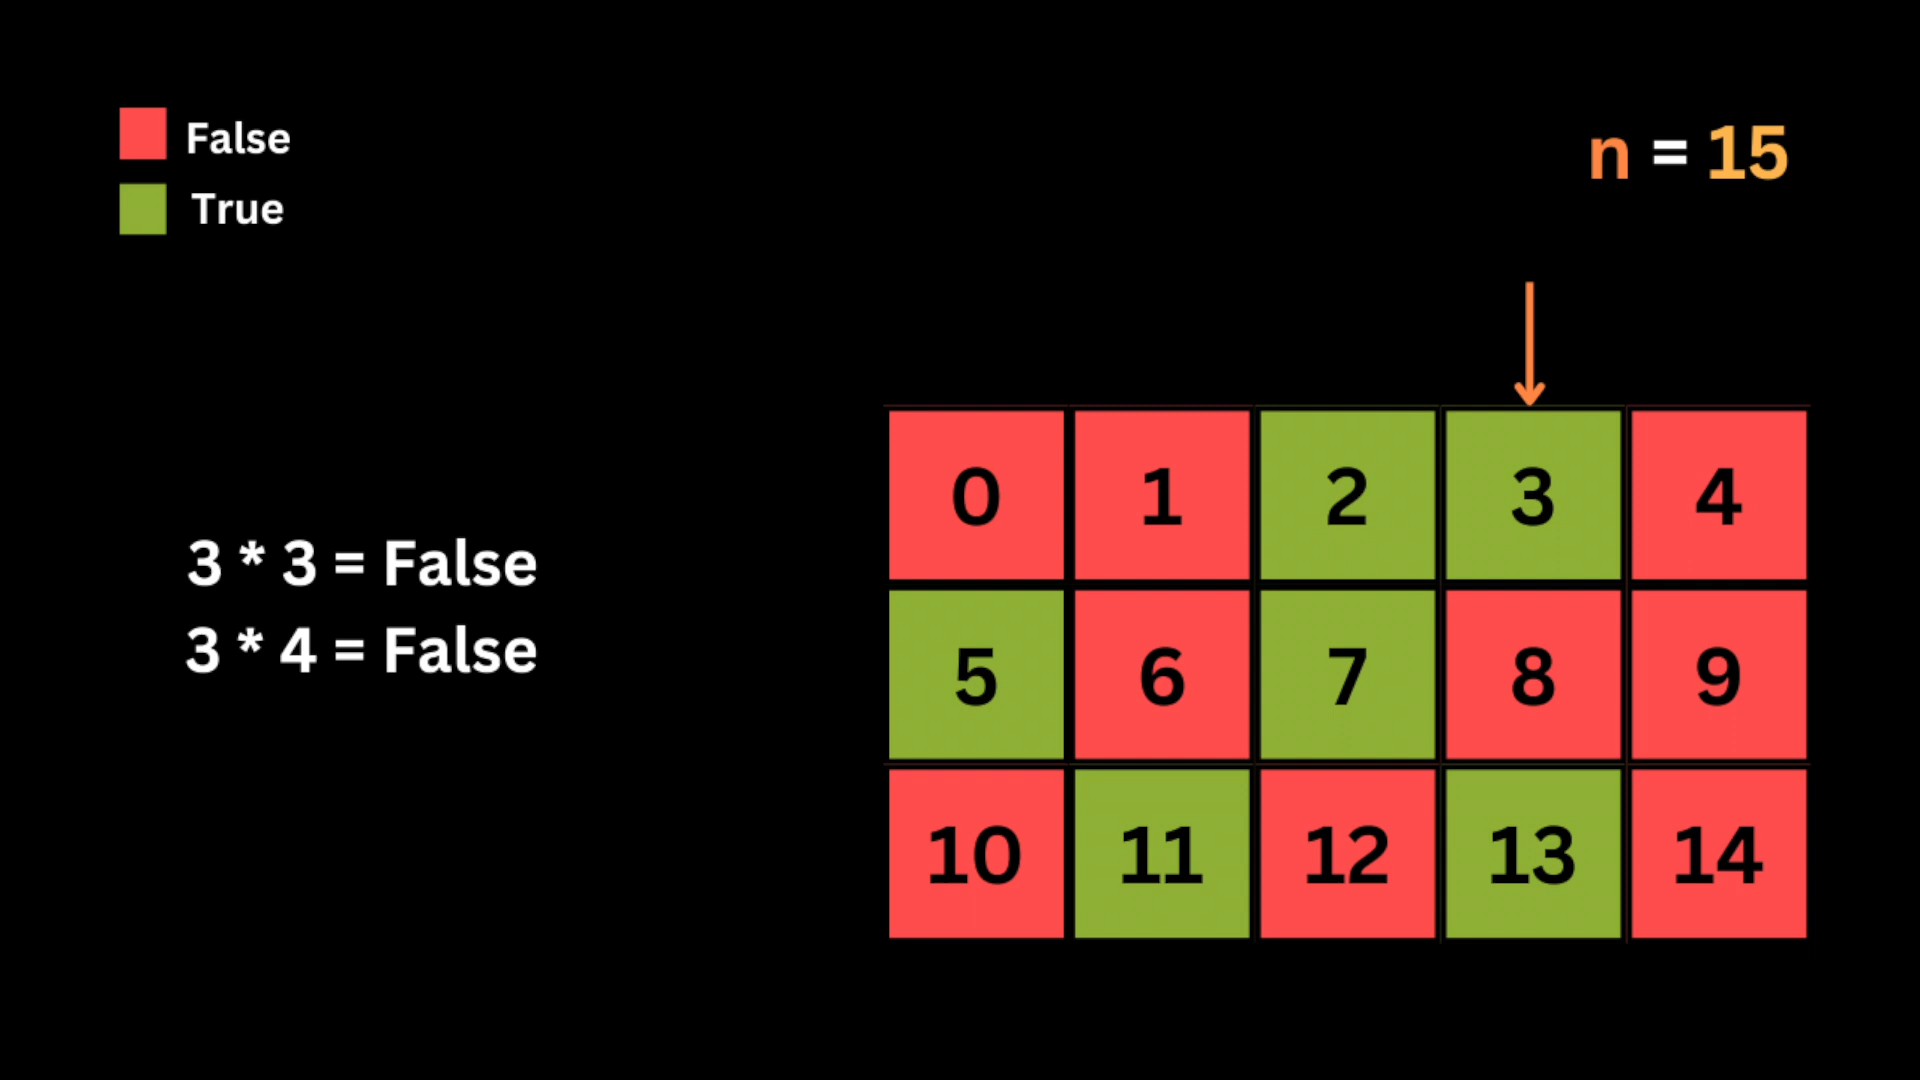 False
True
n = 15
3 * 3 = False
3 * 4 = False
0 1 2 3 4
5 6 7 8 9
10 11 12 13 14